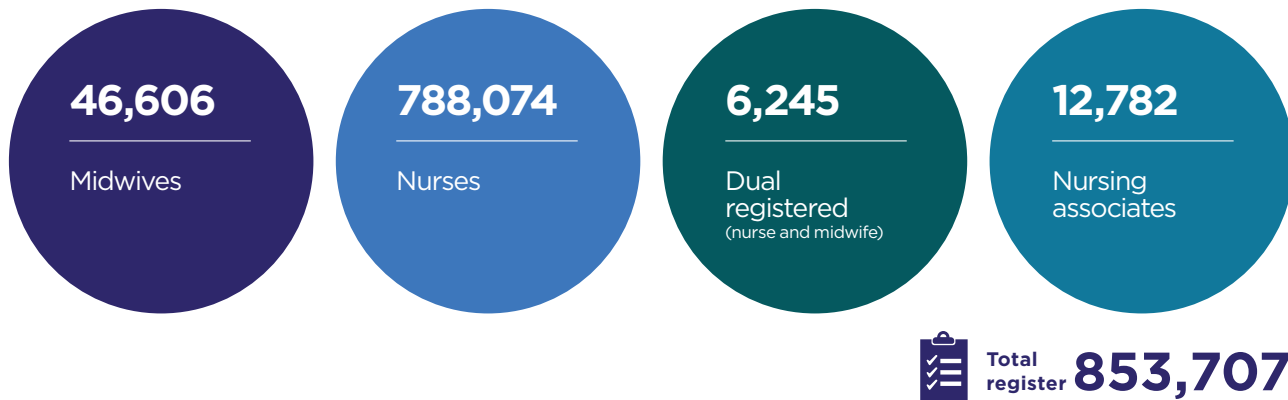 46,606
Midwives
788,074
Nurses
6,245
Dual
registered
(nurse and midwife)
12,782
Nursing
associates
Total
register 853,707